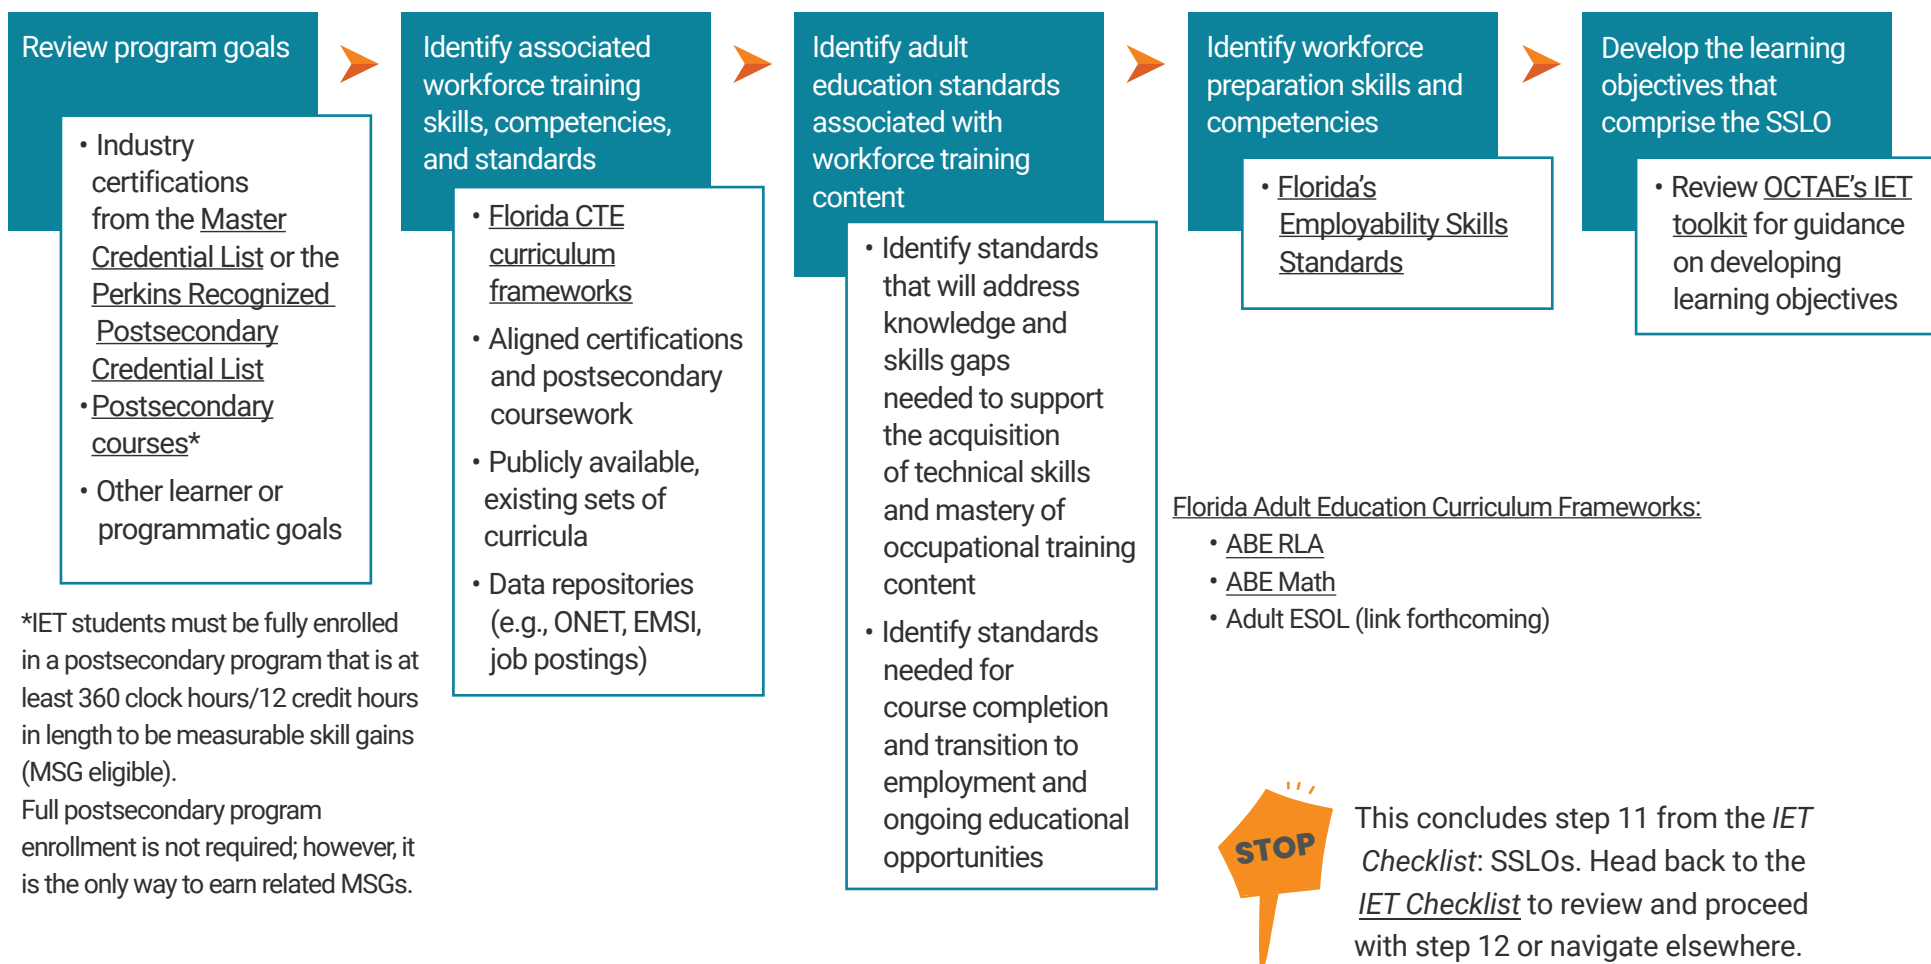 Review program goals
• Industry
certifications
from the Master
Credential List or the
Perkins Recognized
Postsecondary
Credential List
• Postsecondary
courses*
• Other learner or
programmatic goals
*IET students must be fully enrolled
in a postsecondary program that is at
least 360 clock hours/12 credit hours
in length to be measurable skill gains
(MSG eligible).
Full postsecondary program
enrollment is not required; however, it
is the only way to earn related MSGs.
Identify associated
workforce training
skills, competencies,
and standards
• Florida CTE
curriculum
frameworks
• Aligned certifications
and postsecondary
coursework
• Publicly available,
existing sets of
curricula
• Data repositories
(e.g., ONET, EMSI,
job postings)
Identify adult
education standards
associated with
workforce training
content
• Identify standards
that will address
knowledge and
skills gaps
needed to support
the acquisition
of technical skills
and mastery of
occupational training
content
• Identify standards
needed for
course completion
and transition to
employment and
ongoing educational
opportunities
Identify workforce
preparation skills and
competencies
• Florida's
Employability Skills
Standards
Develop the learning
objectives that
comprise the SSLO
• Review OCTAE's IET
toolkit for guidance
on developing
learning objectives
Florida Adult Education Curriculum Frameworks:
• ABE RLA
• ABE Math
• Adult ESOL (link forthcoming)
STOP
This concludes step 11 from the IET
Checklist: SSLOs. Head back to the
IET Checklist to review and proceed
with step 12 or navigate elsewhere.